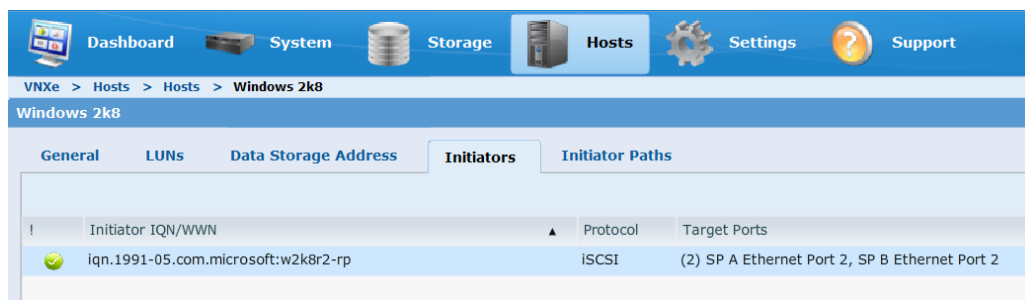 Dashboard System Storage Hosts Settings Support
VNXe > Hosts > Hosts > Windows 2k8
Windows 2k8
General LUNs Data Storage Address Initiators Initiator Paths
! Initiator IQN/WWN ▲ Protocol Target Ports
iqn.1991-05.com.microsoft:w2k8r2-rp iSCSI (2) SP A Ethernet Port 2, SP B Ethernet Port 2